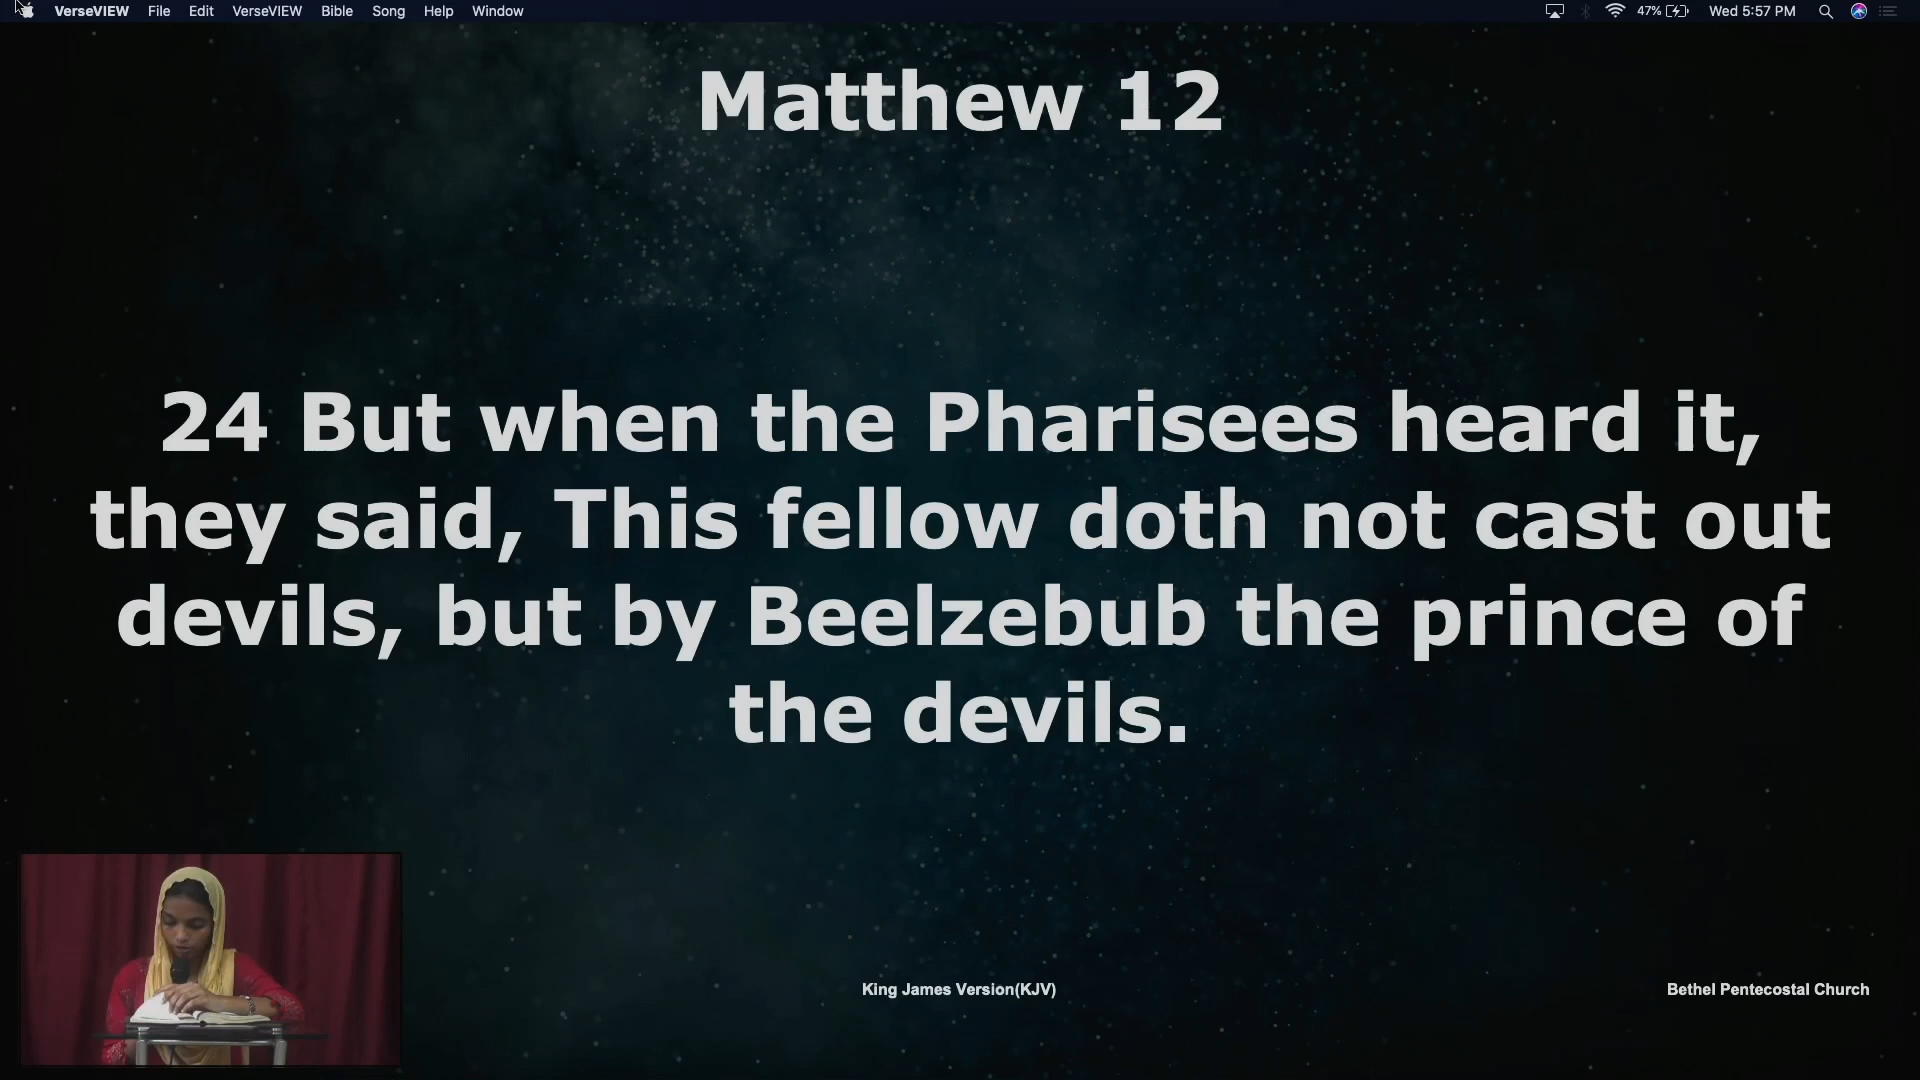 VerseVIEW File Edit VerseVIEW Bible Song Help Window 47% Wed 5:57 PM
Matthew 12
24 But when the Pharisees heard it,
they said, This fellow doth not cast out
devils, but by Beelzebub the prince of
the devils.
King James Version(KJV) Bethel Pentecostal Church